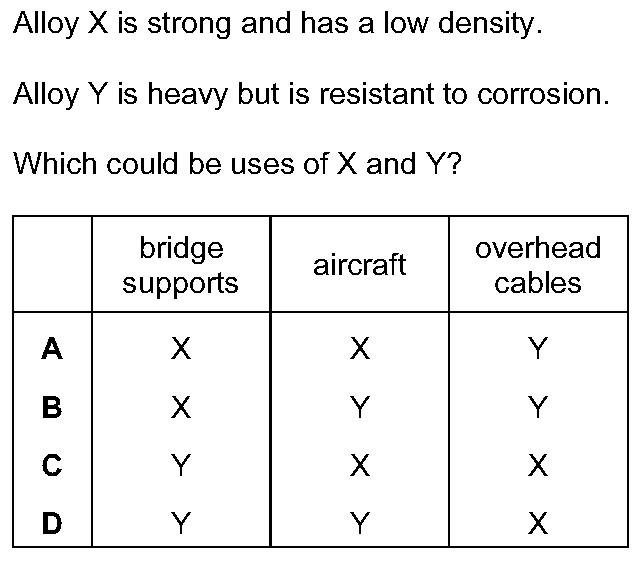 Alloy X is strong and has a low density.
Alloy Y is heavy but is resistant to corrosion.
Which could be uses of X and Y?
bridge supports aircraft overhead cables
A X X Y
B X Y Y
C Y X X
D Y Y X